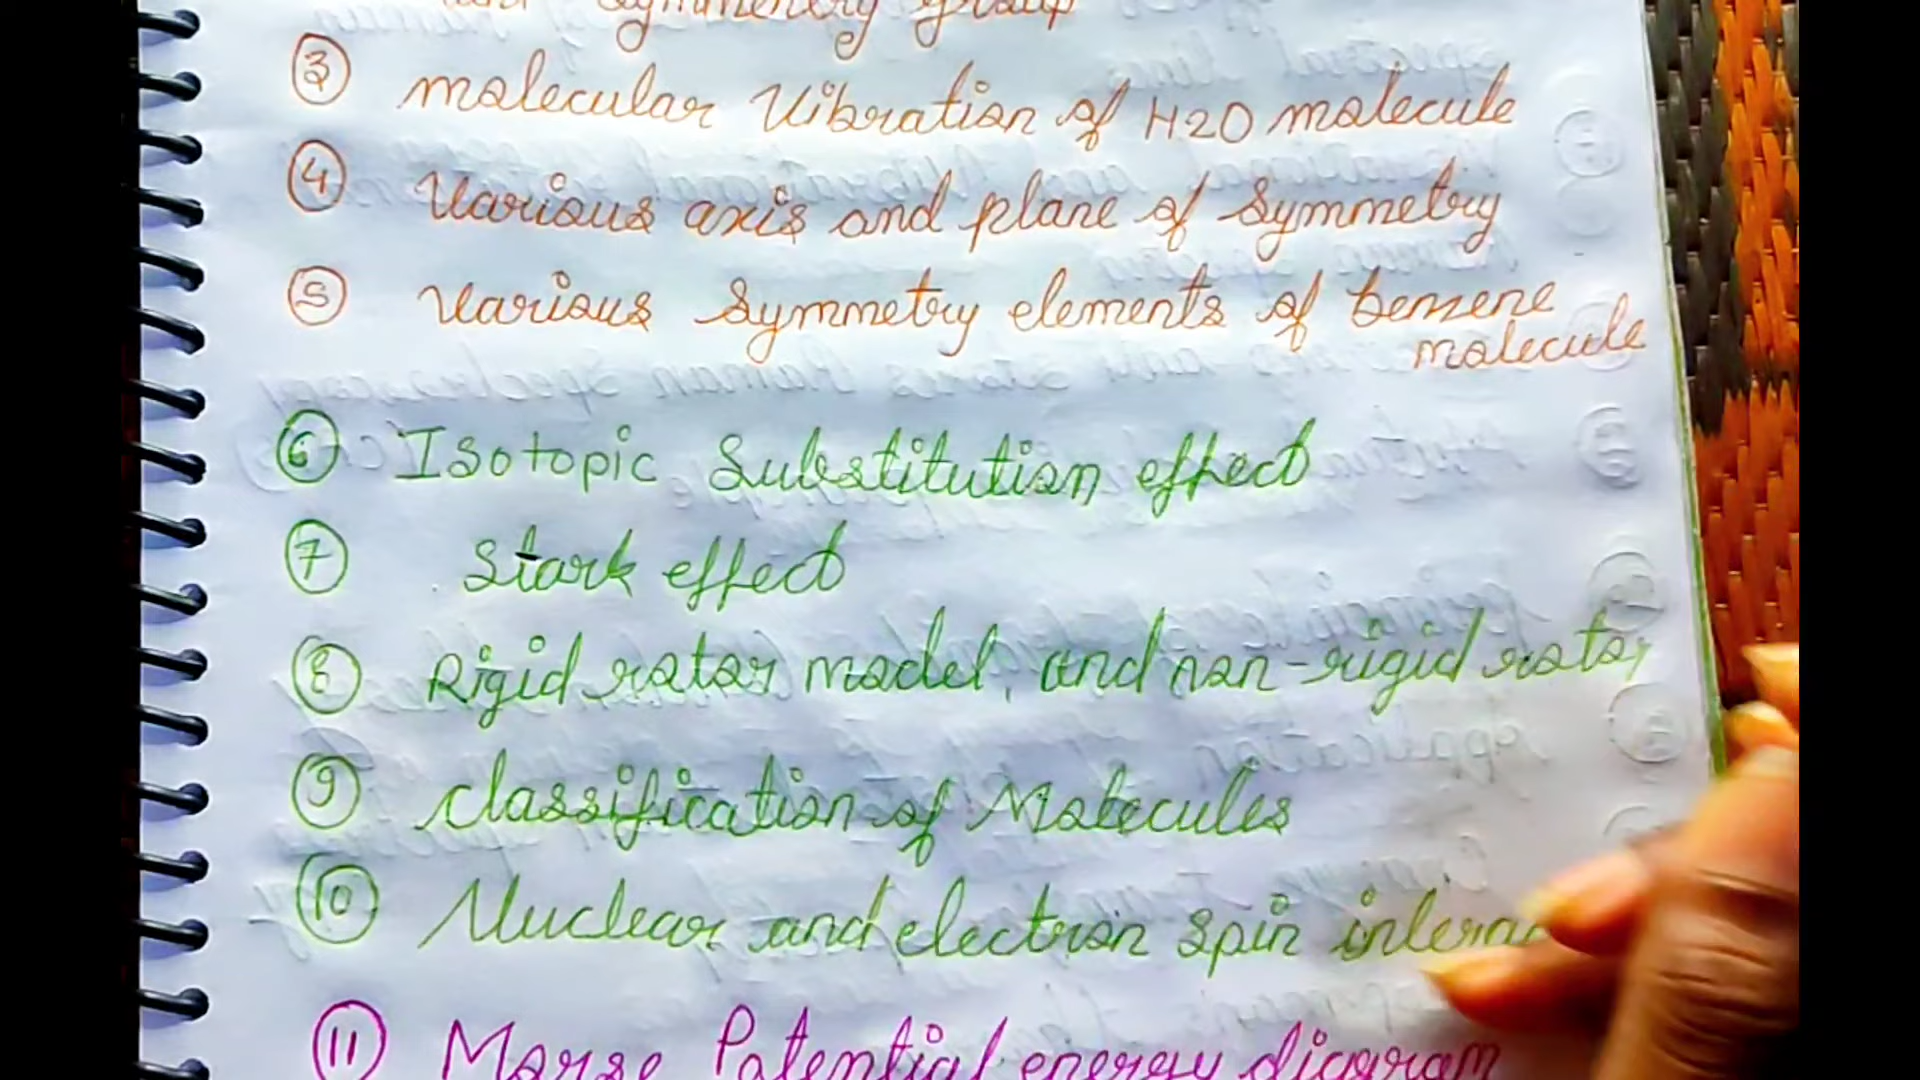 Symmetry group
③ molecular Vibration of H2O molecule
④ Various axis and plane of Symmetry
⑤ Various Symmetry elements of benzene
molecule
⑥ Isotopic Substitution effect
⑦ Stark effect
⑧ Rigid rotor model, and non-rigid rotor
⑨ classification of Molecules
⑩ Nuclear and electron spin
⑪ Morse Potential energy diagram